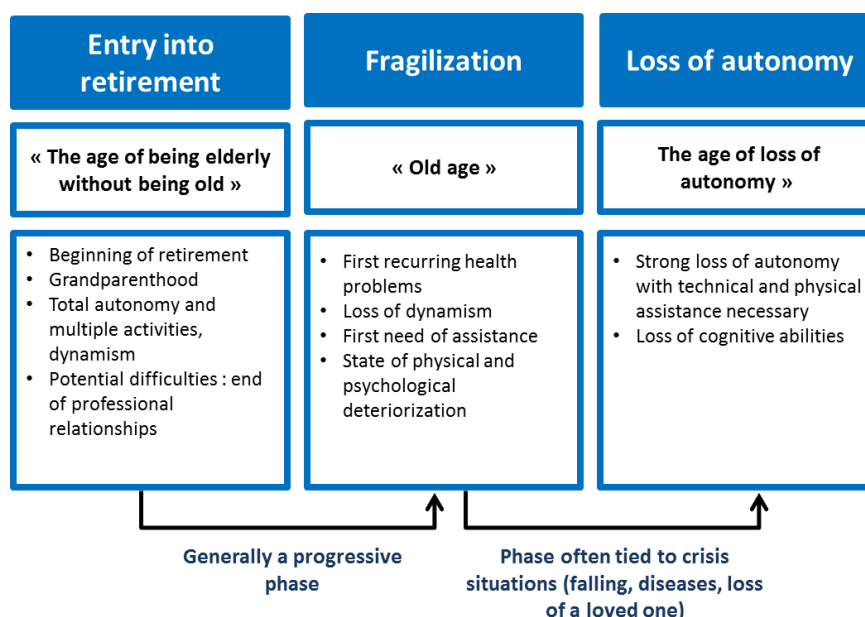 Entry into
retirement
Fragilization
Loss of autonomy
« The age of being elderly
without being old »
« Old age »
The age of loss of
autonomy »
• Beginning of retirement
• Grandparenthood
• Total autonomy and
multiple activities,
dynamism
• Potential difficulties : end
of professional
relationships
• First recurring health
problems
• Loss of dynamism
• First need of assistance
• State of physical and
psychological
deteriorization
• Strong loss of autonomy
with technical and physical
assistance necessary
• Loss of cognitive abilities
Generally a progressive
phase
Phase often tied to crisis
situations (falling, diseases, loss
of a loved one)